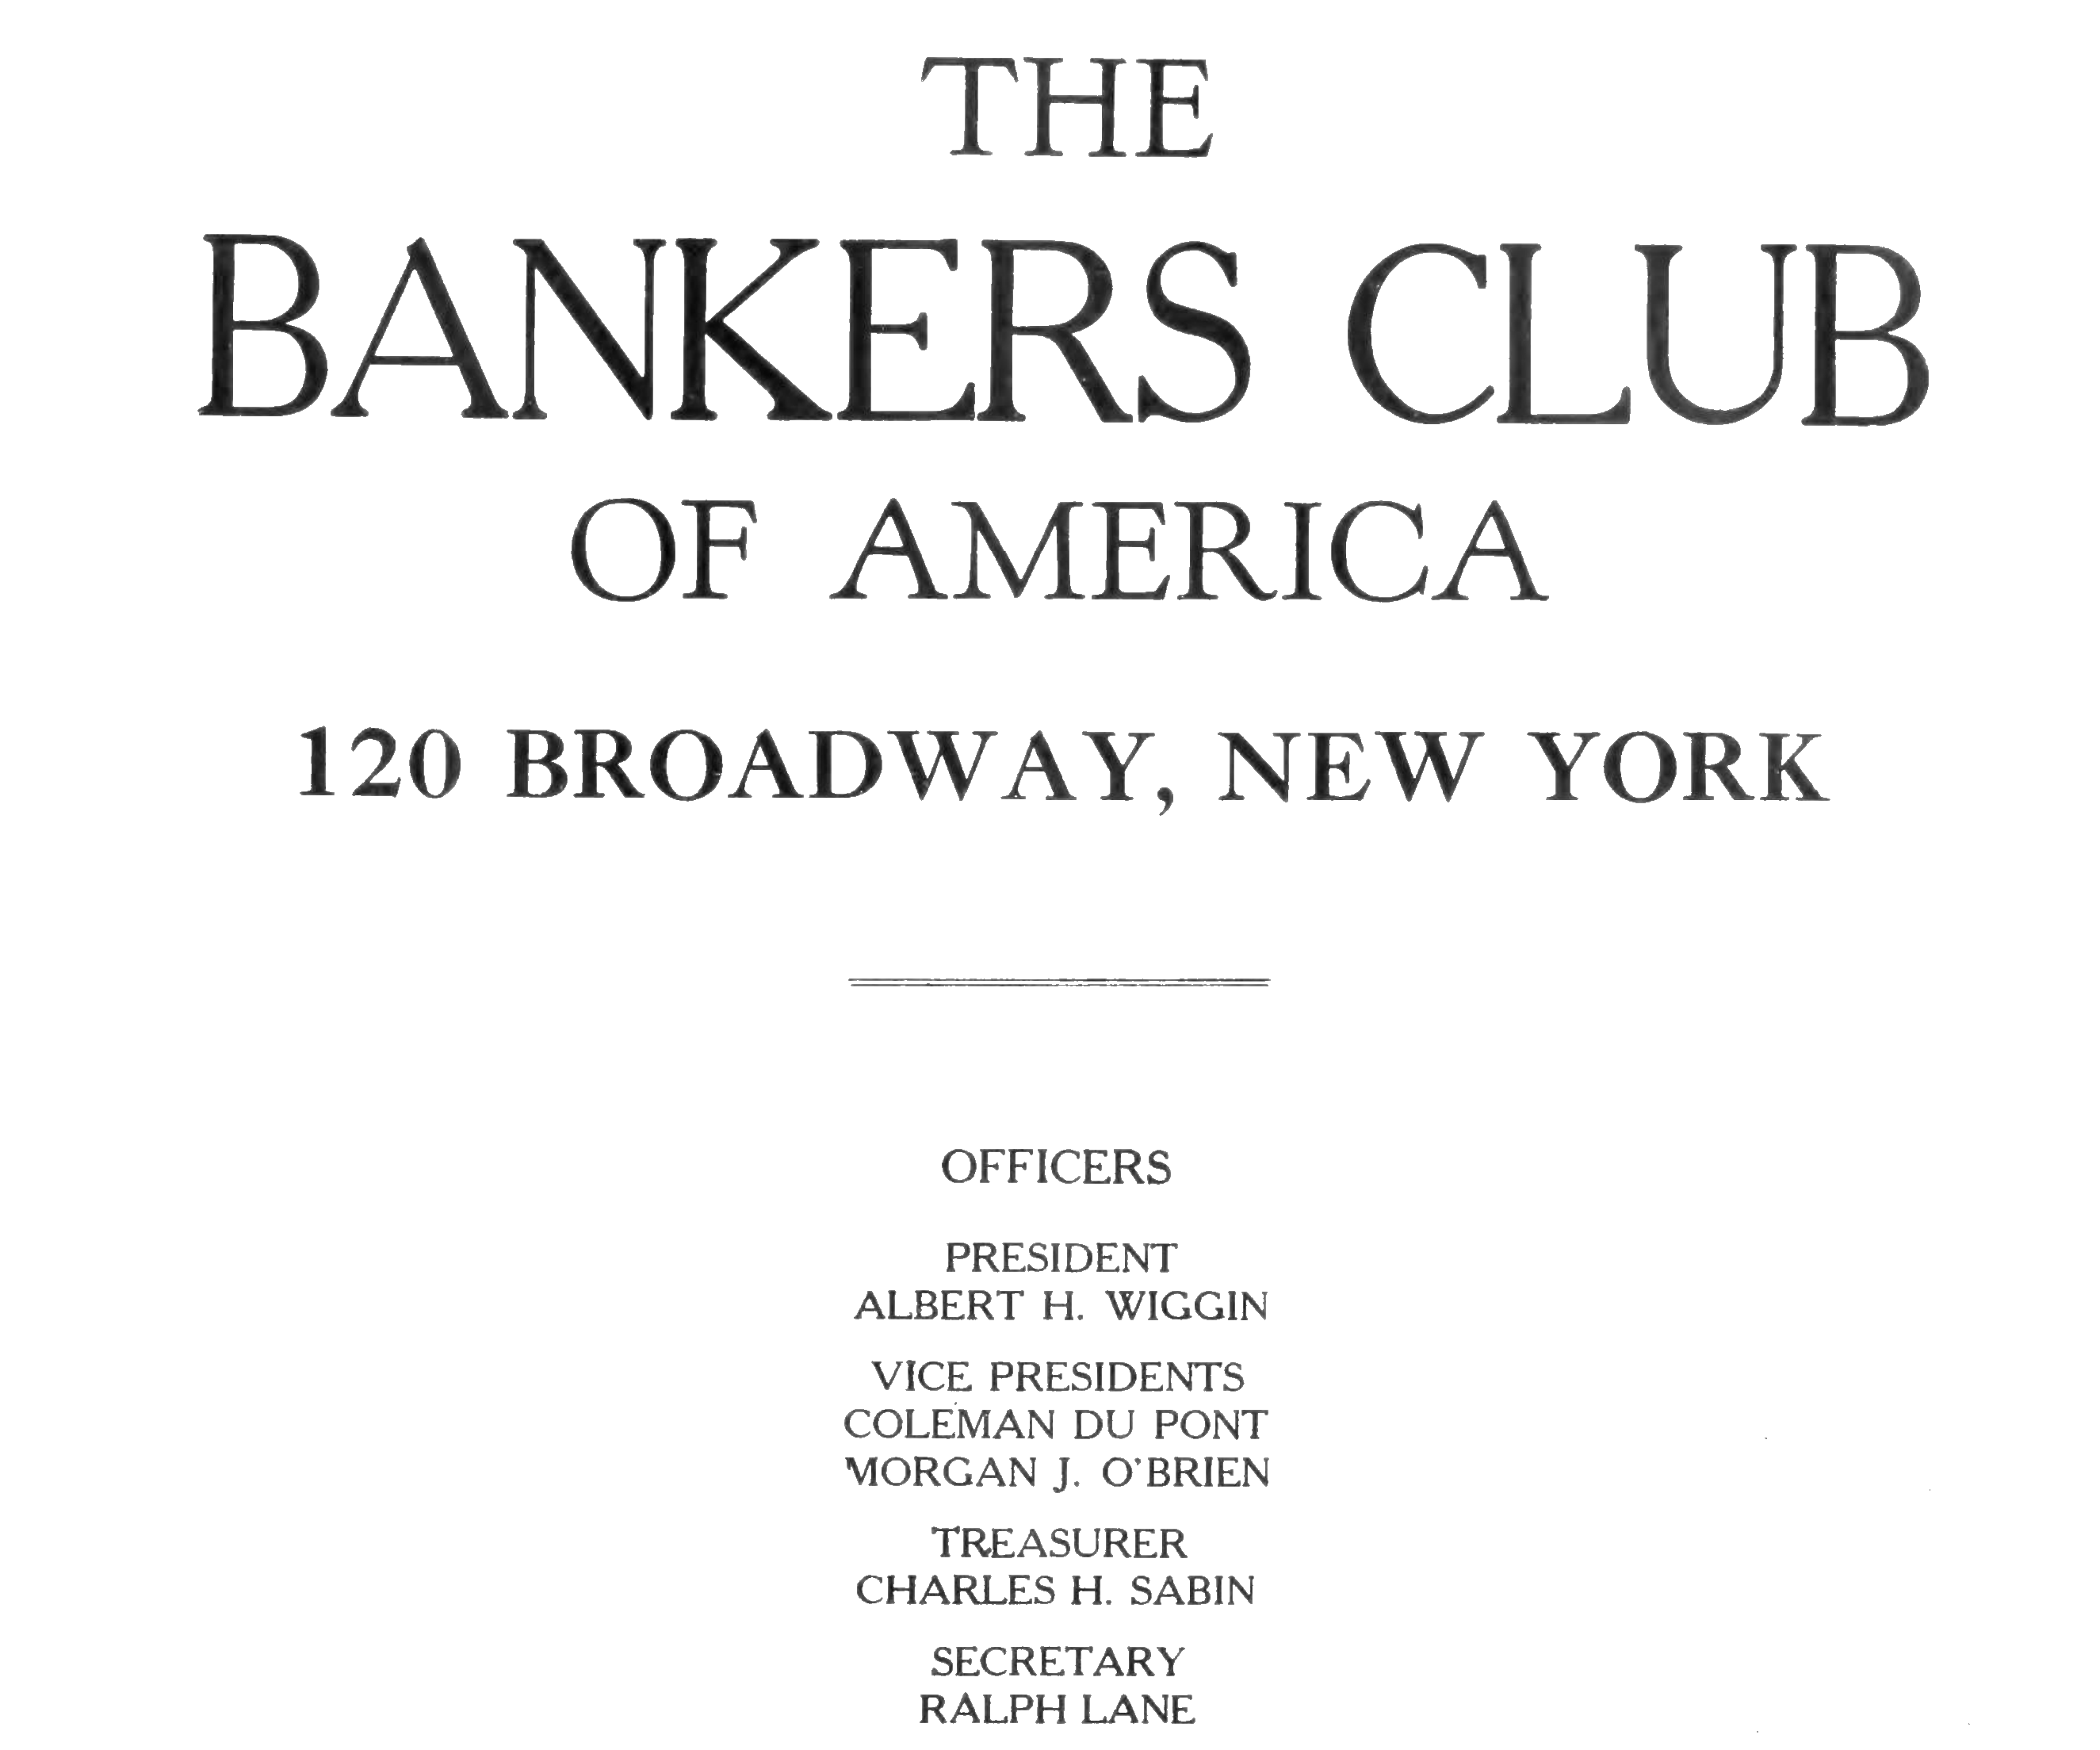 THE
BANKERS CLUB
OF AMERICA
120 BROADWAY, NEW YORK
OFFICERS
PRESIDENT
ALBERT H. WIGGIN
VICE PRESIDENTS
COLEMAN DU PONT
MORGAN J. O'BRIEN
TREASURER
CHARLES H. SABIN
SECRETARY
RALPH LANE